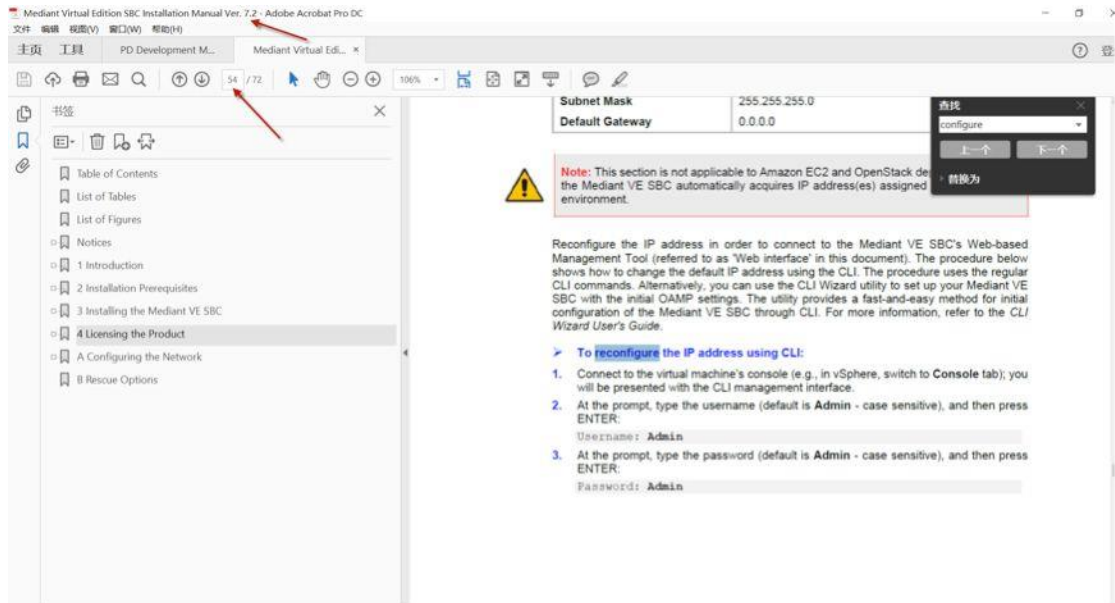 Mediant Virtual Edition SBC Installation Manual Ver. 7.2 - Adobe Acrobat Pro DC
文件 编辑 视图(V) 窗口(W) 帮助(H)
主页 工具 PD Development M... Mediant Virtual Edi... × 登
54 / 72 106%
书签
Table of Contents
List of Tables
List of Figures
Notices
1 Introduction
2 Installation Prerequisites
3 Installing the Mediant VE SBC
4 Licensing the Product
A Configuring the Network
B Rescue Options
Subnet Mask 255.255.255.0
Default Gateway 0.0.0.0
查找
configure
上一个 下一个
替换为
Note: This section is not applicable to Amazon EC2 and OpenStack de
the Mediant VE SBC automatically acquires IP address(es) assigned
environment.
Reconfigure the IP address in order to connect to the Mediant VE SBC's Web-based
Management Tool (referred to as 'Web interface' in this document). The procedure below
shows how to change the default IP address using the CLI. The procedure uses the regular
CLI commands. Alternatively, you can use the CLI Wizard utility to set up your Mediant VE
SBC with the initial OAMP settings. The utility provides a fast-and-easy method for initial
configuration of the Mediant VE SBC through CLI. For more information, refer to the CLI
Wizard User's Guide.
➢ To reconfigure the IP address using CLI:
1. Connect to the virtual machine's console (e.g., in vSphere, switch to Console tab); you
will be presented with the CLI management interface.
2. At the prompt, type the username (default is Admin - case sensitive), and then press
ENTER:
Username: Admin
3. At the prompt, type the password (default is Admin - case sensitive), and then press
ENTER:
Password: Admin